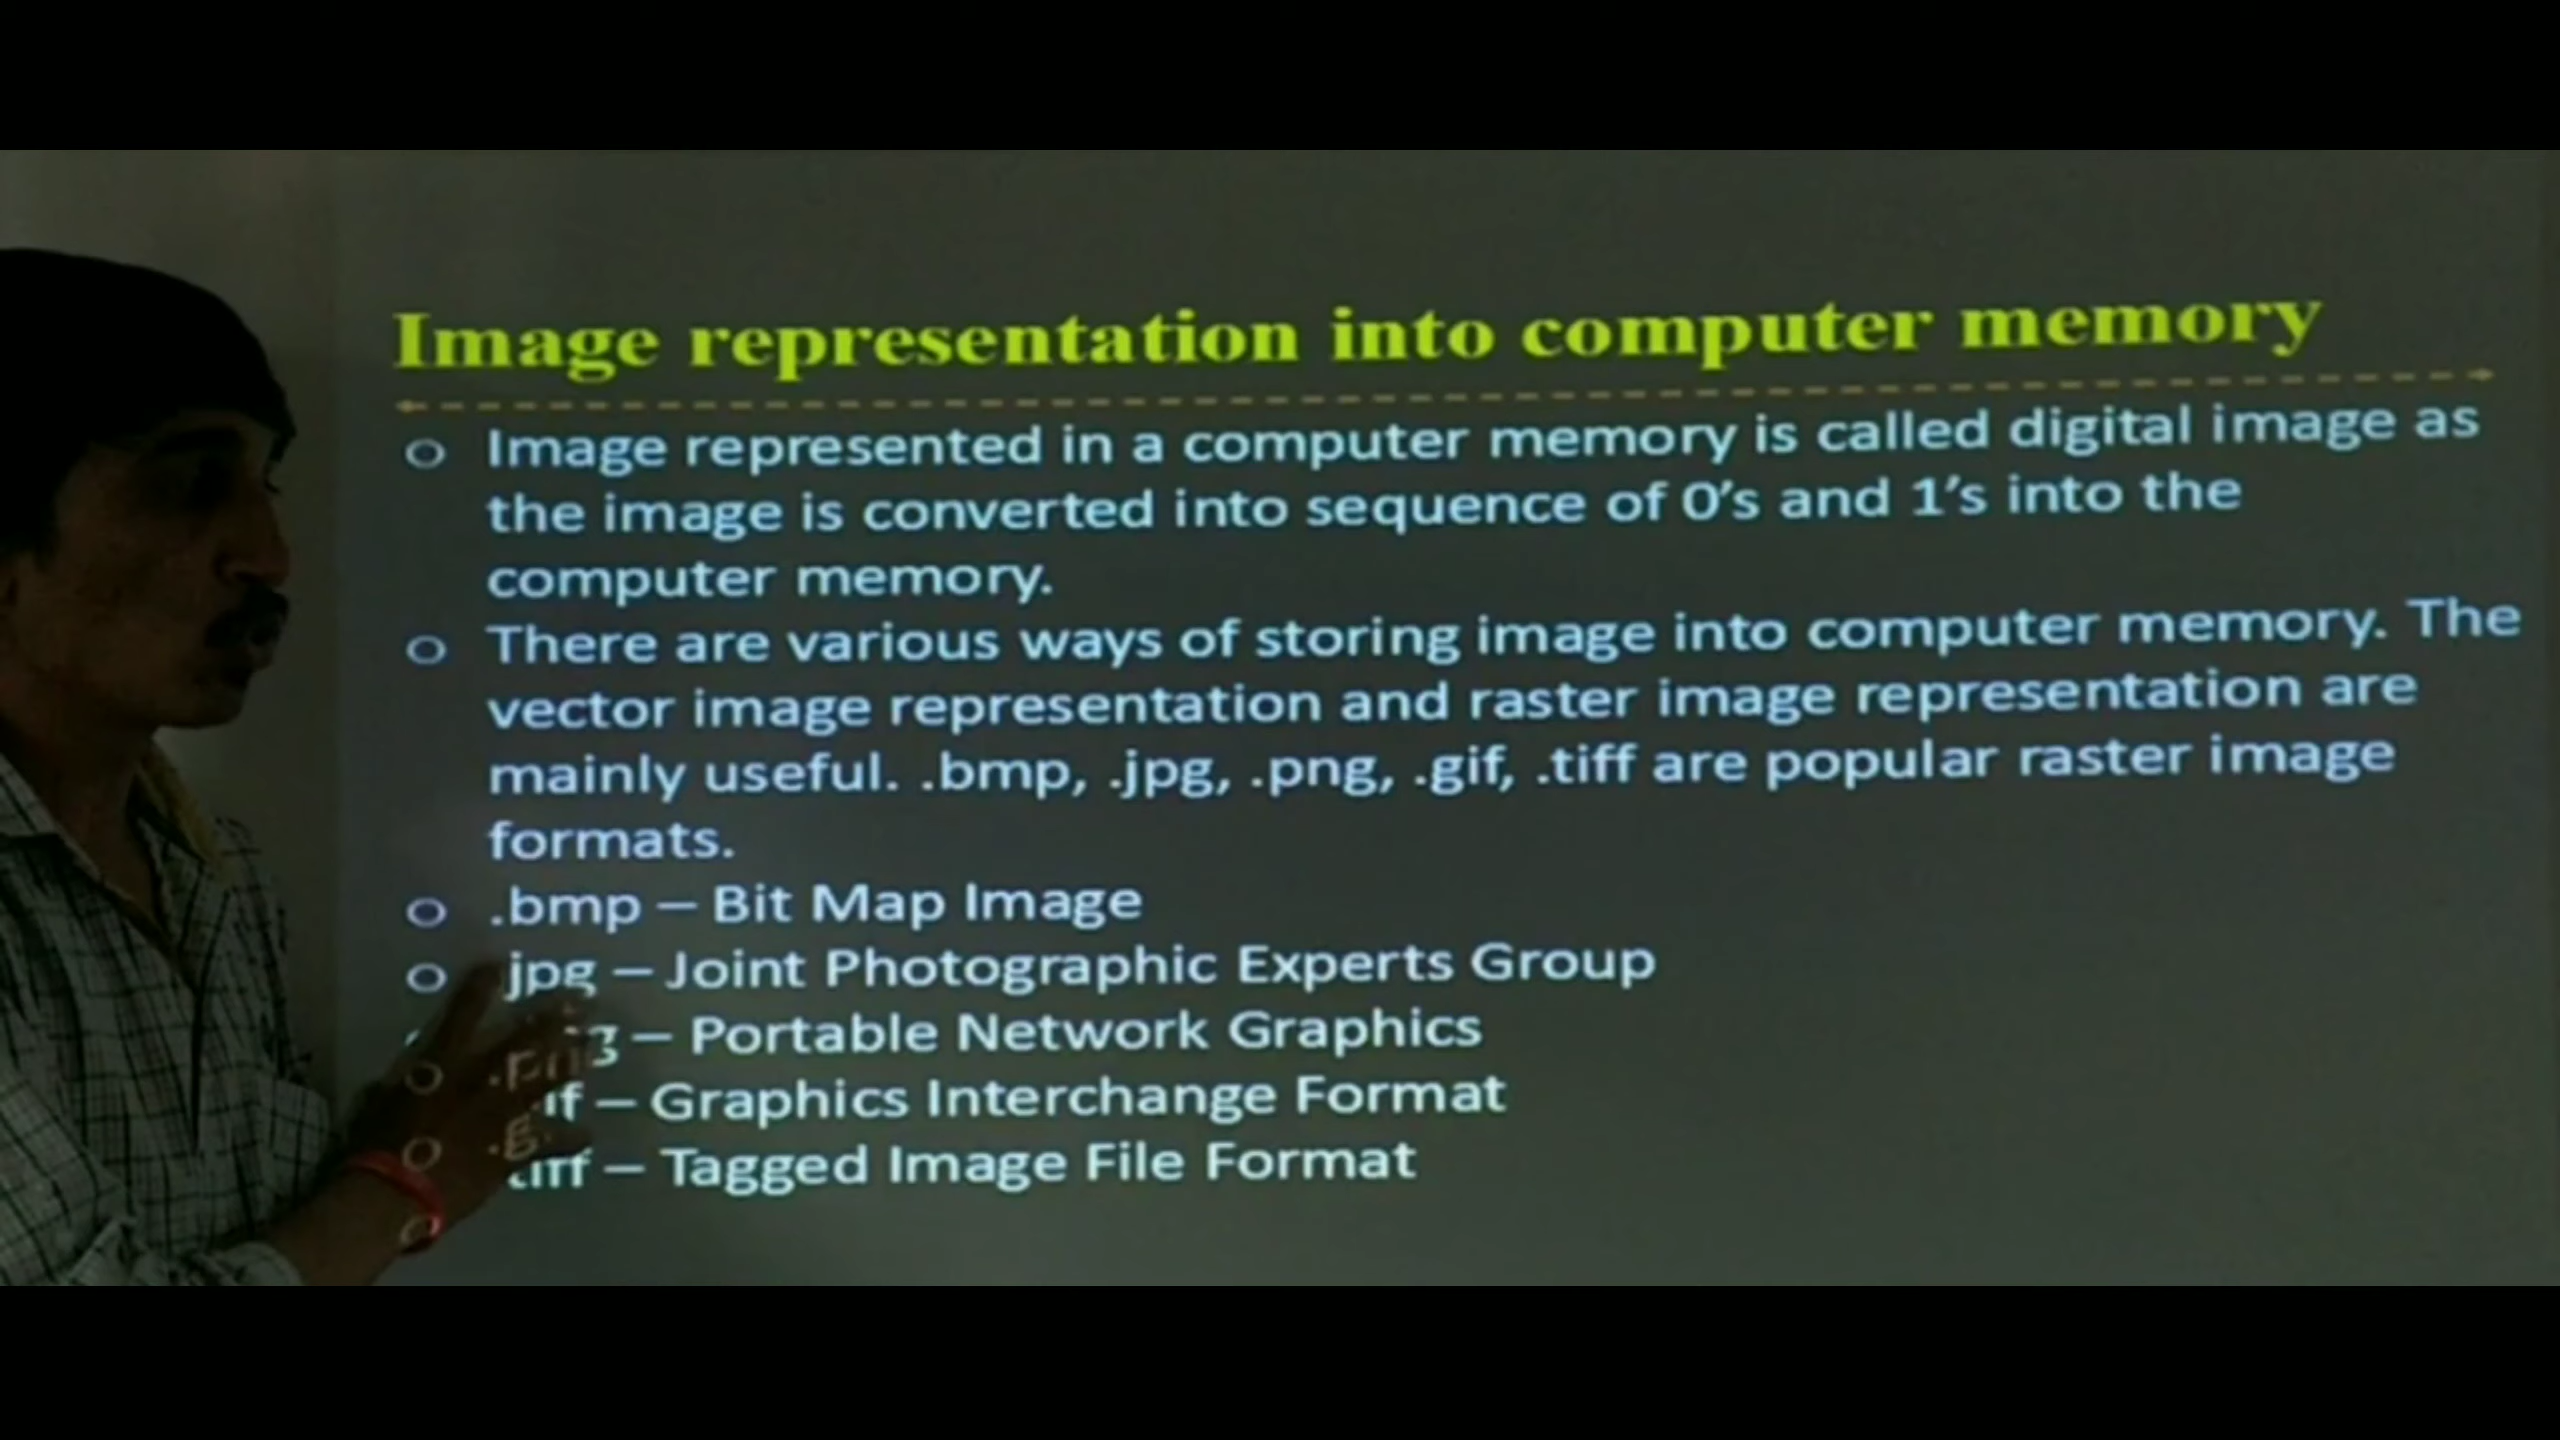 Image representation into computer memory
Image represented in a computer memory is called digital image as
the image is converted into sequence of 0’s and 1’s into the
computer memory.
There are various ways of storing image into computer memory. The
vector image representation and raster image representation are
mainly useful. .bmp, .jpg, .png, .gif, .tiff are popular raster image
formats.
.bmp – Bit Map Image
.jpg – Joint Photographic Experts Group
.png – Portable Network Graphics
.gif – Graphics Interchange Format
.tiff – Tagged Image File Format